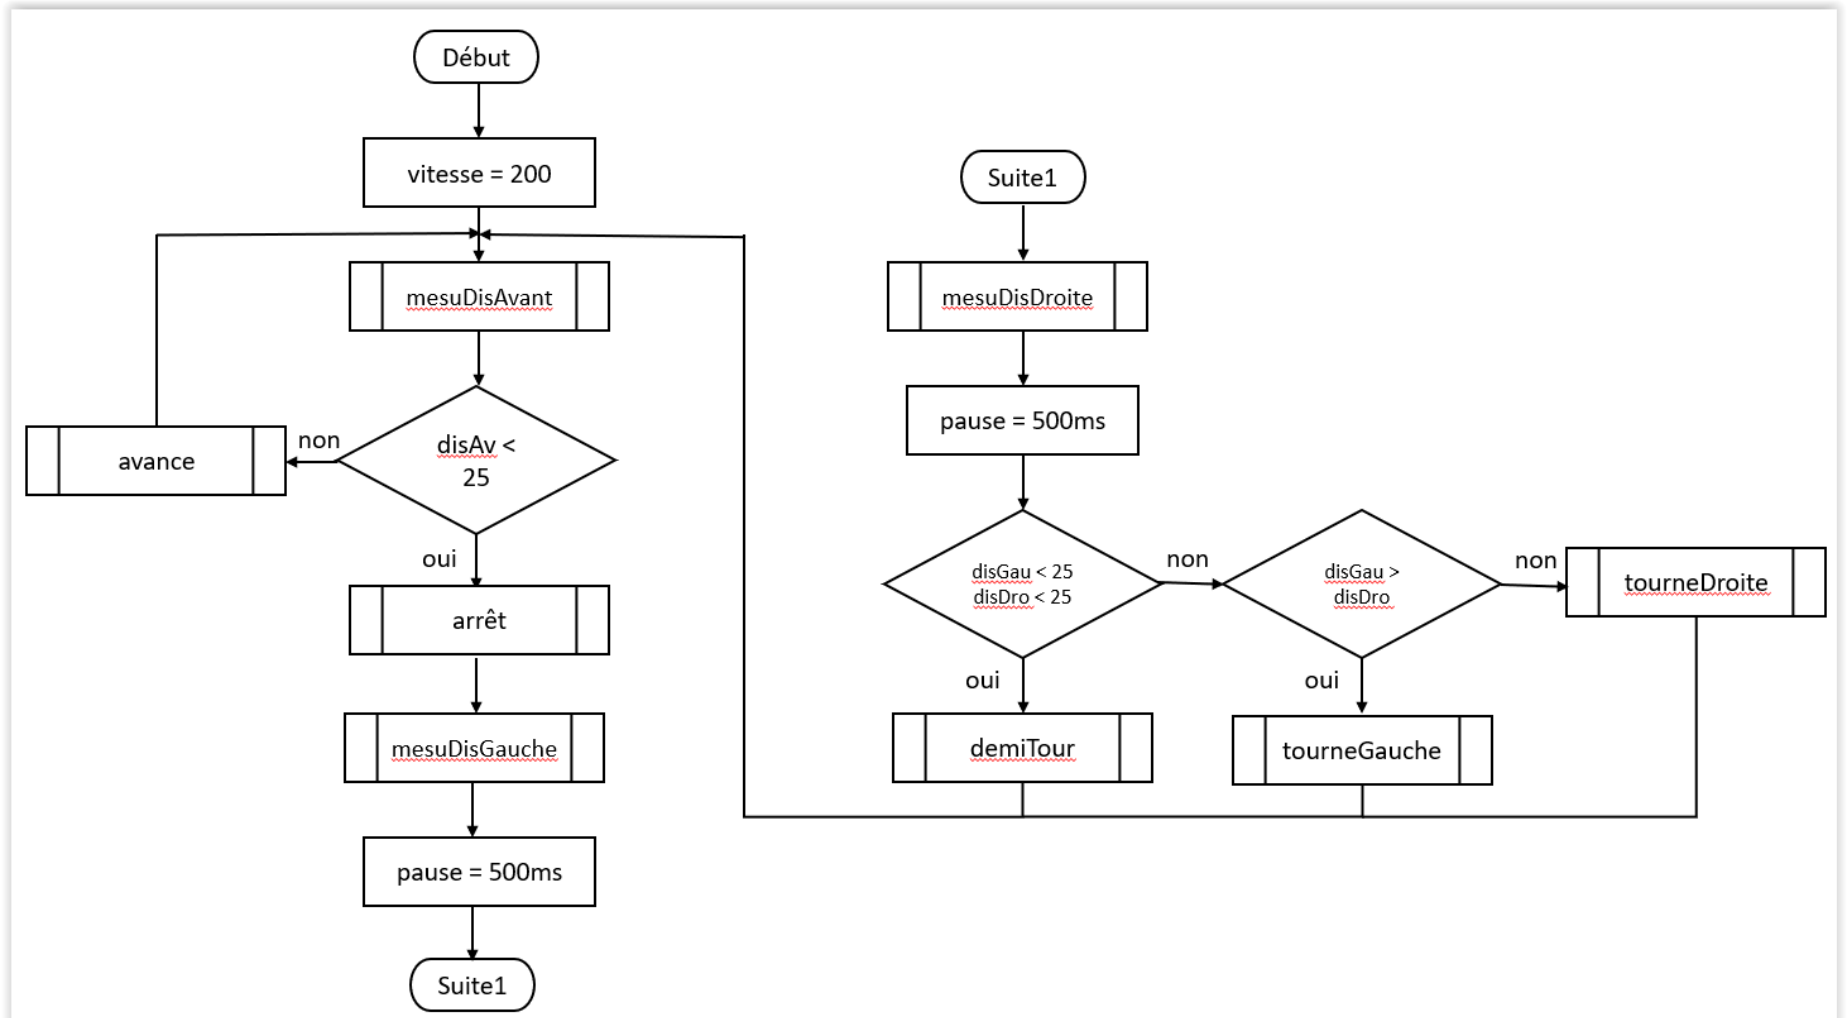 Début
vitesse = 200
mesuDisAvant
disAv <
25
non
avance
oui
arrêt
mesuDisGauche
pause = 500ms
Suite1
Suite1
mesuDisDroite
pause = 500ms
disGau < 25
disDro < 25
non
disGau >
disDro
non
tourneDroite
oui
demiTour
oui
tourneGauche